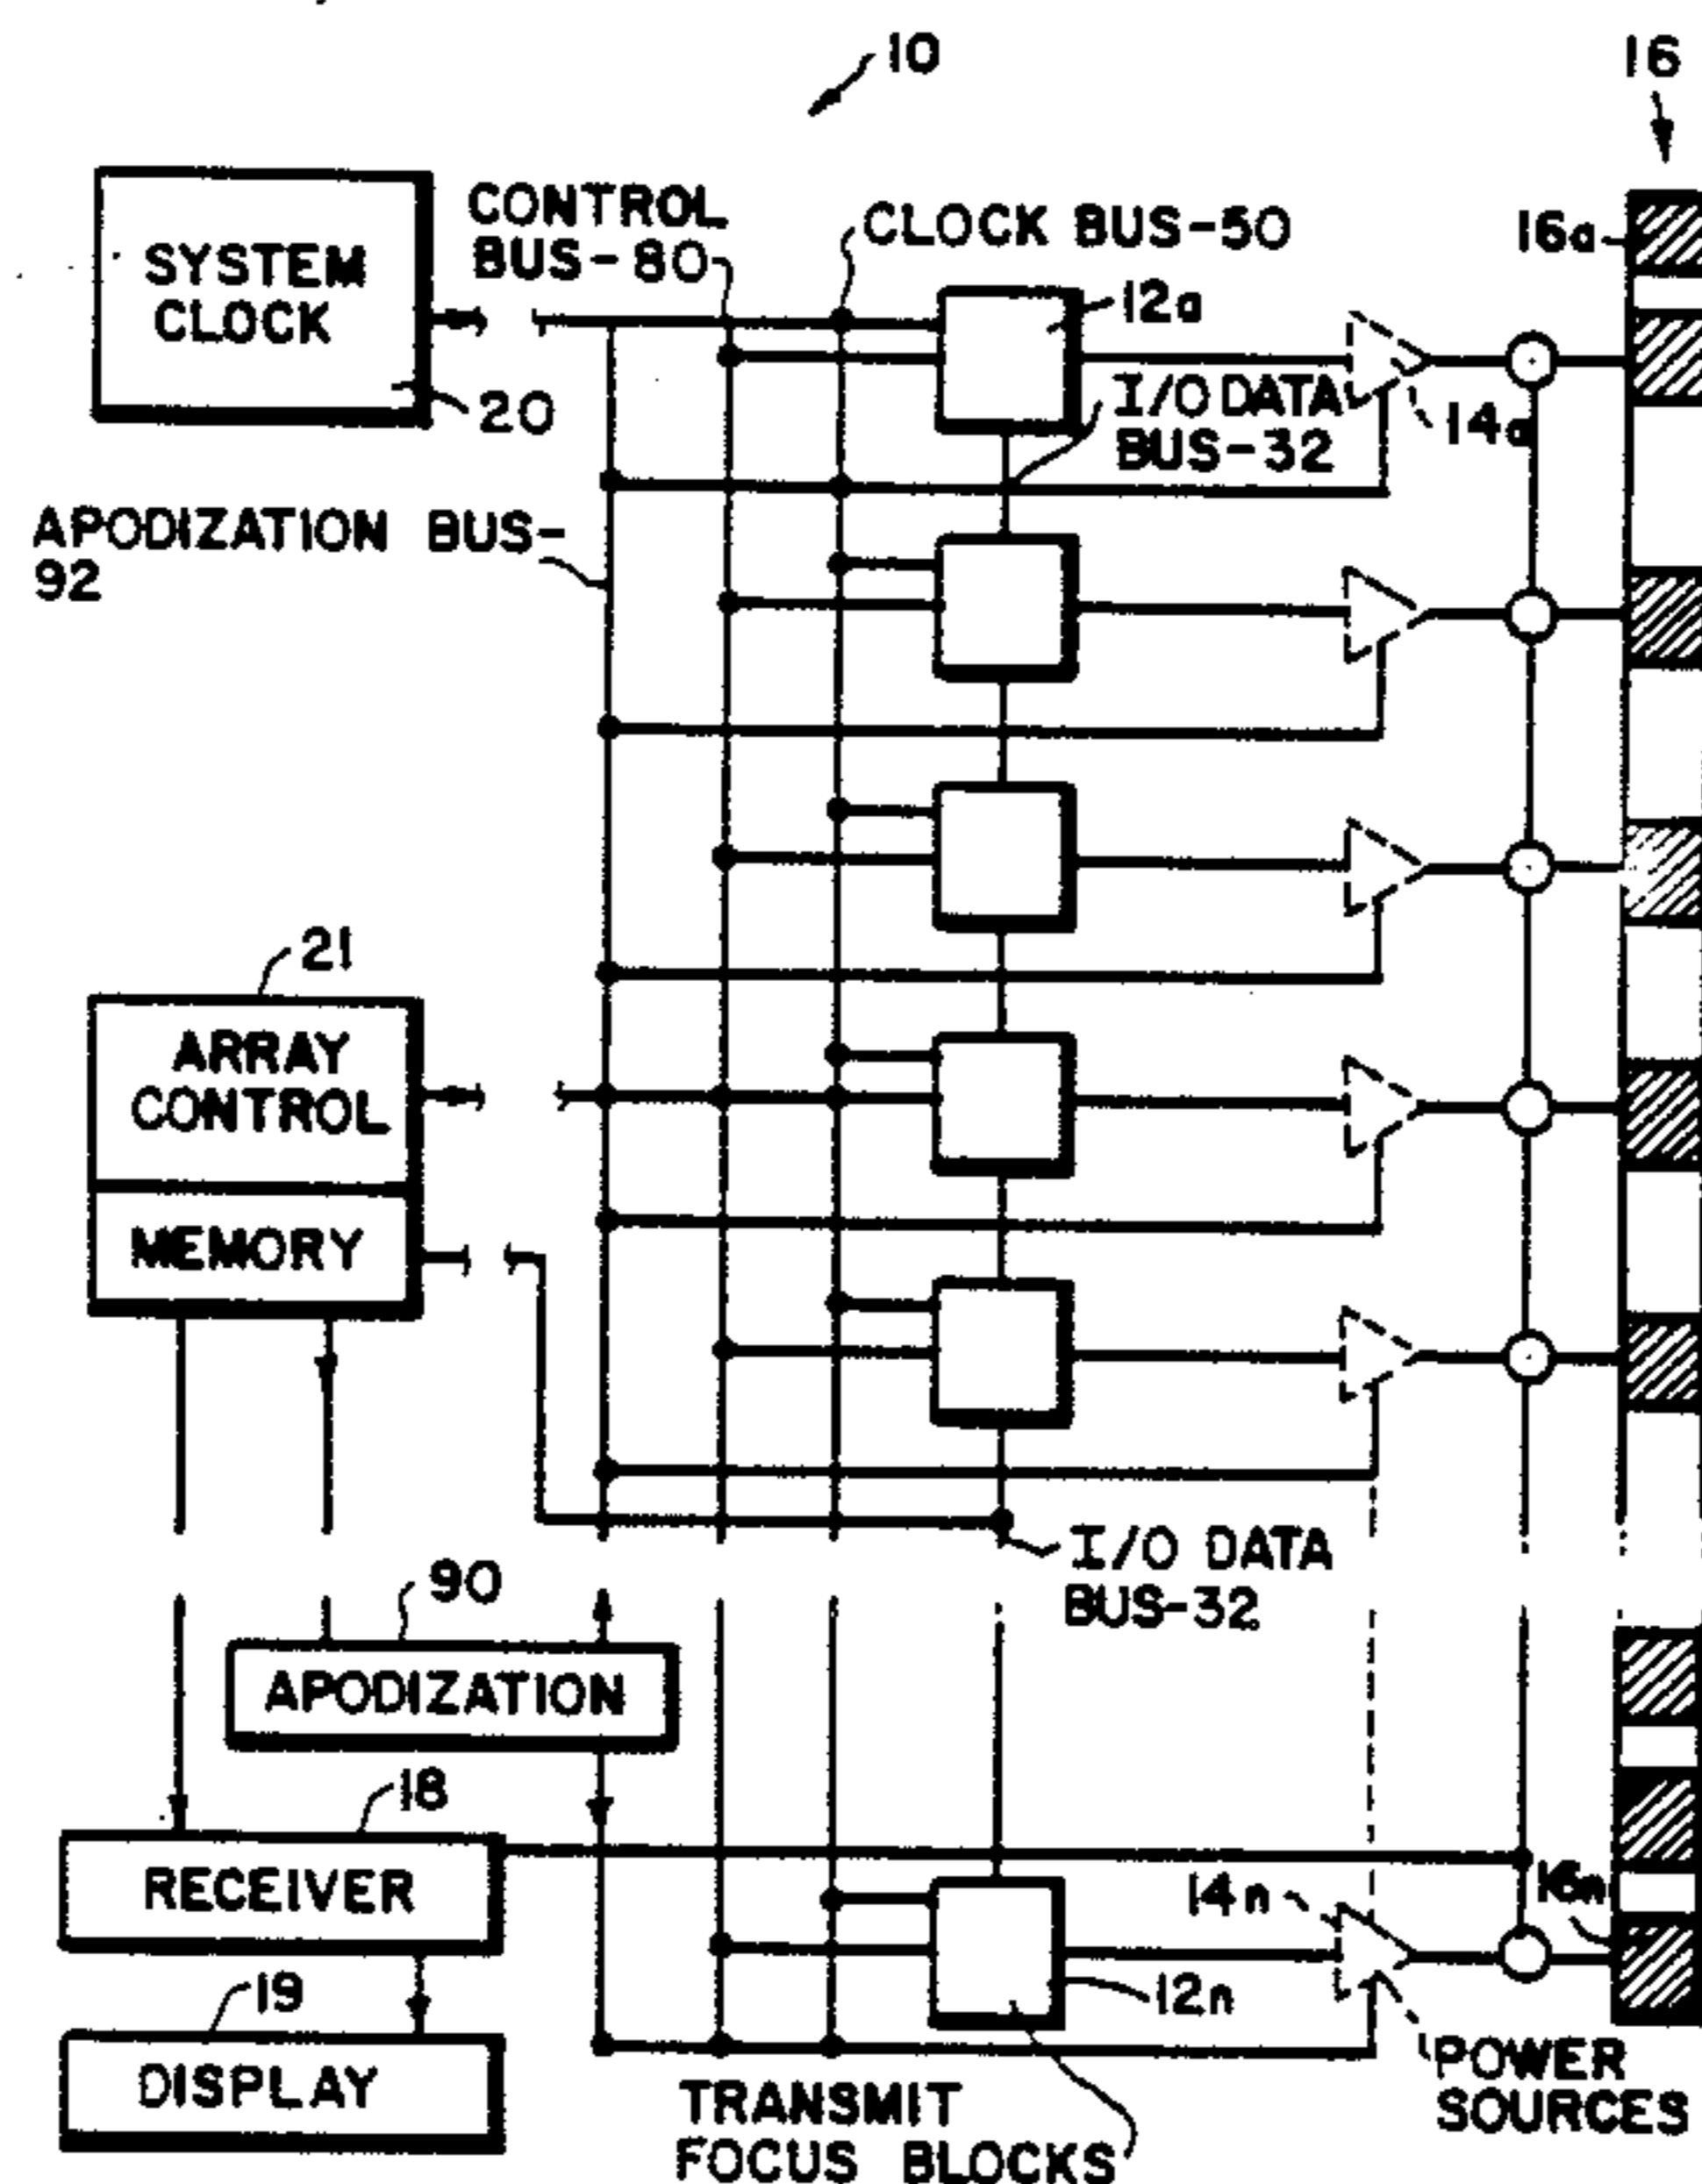 10
16
SYSTEM
CLOCK
20
CONTROL
BUS-80
CLOCK BUS-50
16a
12a
I/O DATA
BUS-32
14a
APODIZATION BUS-
92
21
ARRAY
CONTROL
MEMORY
I/O DATA
BUS-32
90
APODIZATION
18
RECEIVER
14n
16n
12n
19
DISPLAY
TRANSMIT
FOCUS BLOCKS
POWER
SOURCES